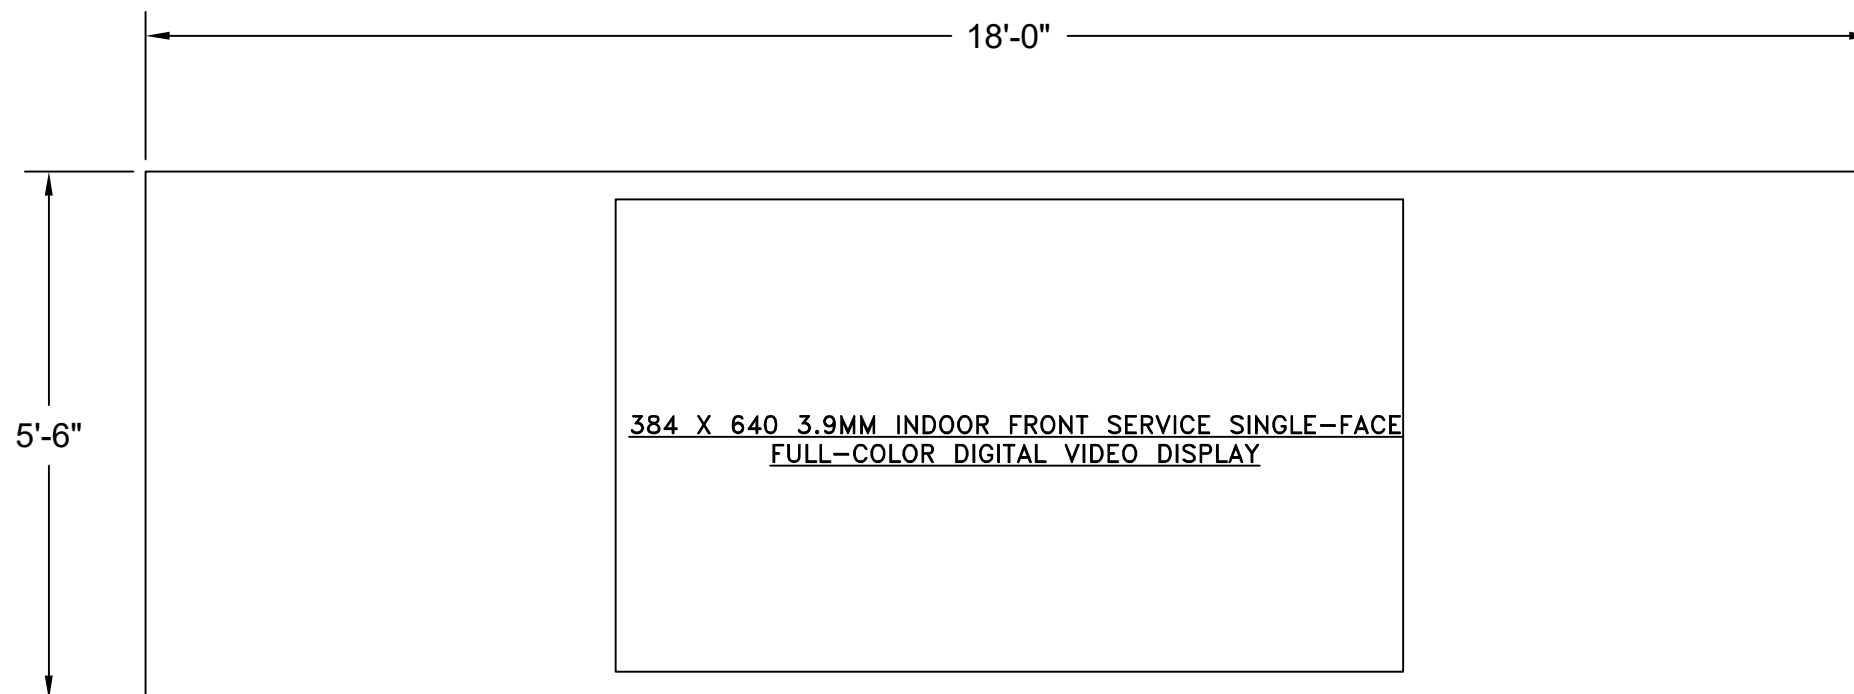 18'-0"
5'-6"
384 X 640 3.9MM INDOOR FRONT SERVICE SINGLE-FACE
FULL-COLOR DIGITAL VIDEO DISPLAY